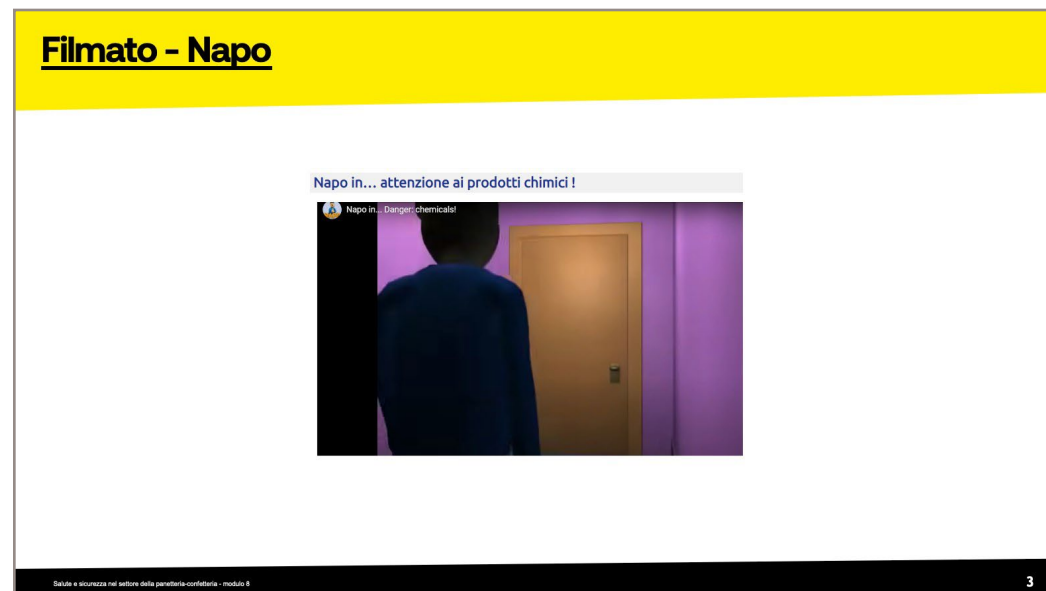 Filmato - Napo
Napo in... attenzione ai prodotti chimici !
Napo in... Danger: chemicals!
Salute e sicurezza nel settore della panetteria-confetteria - modulo 8
3